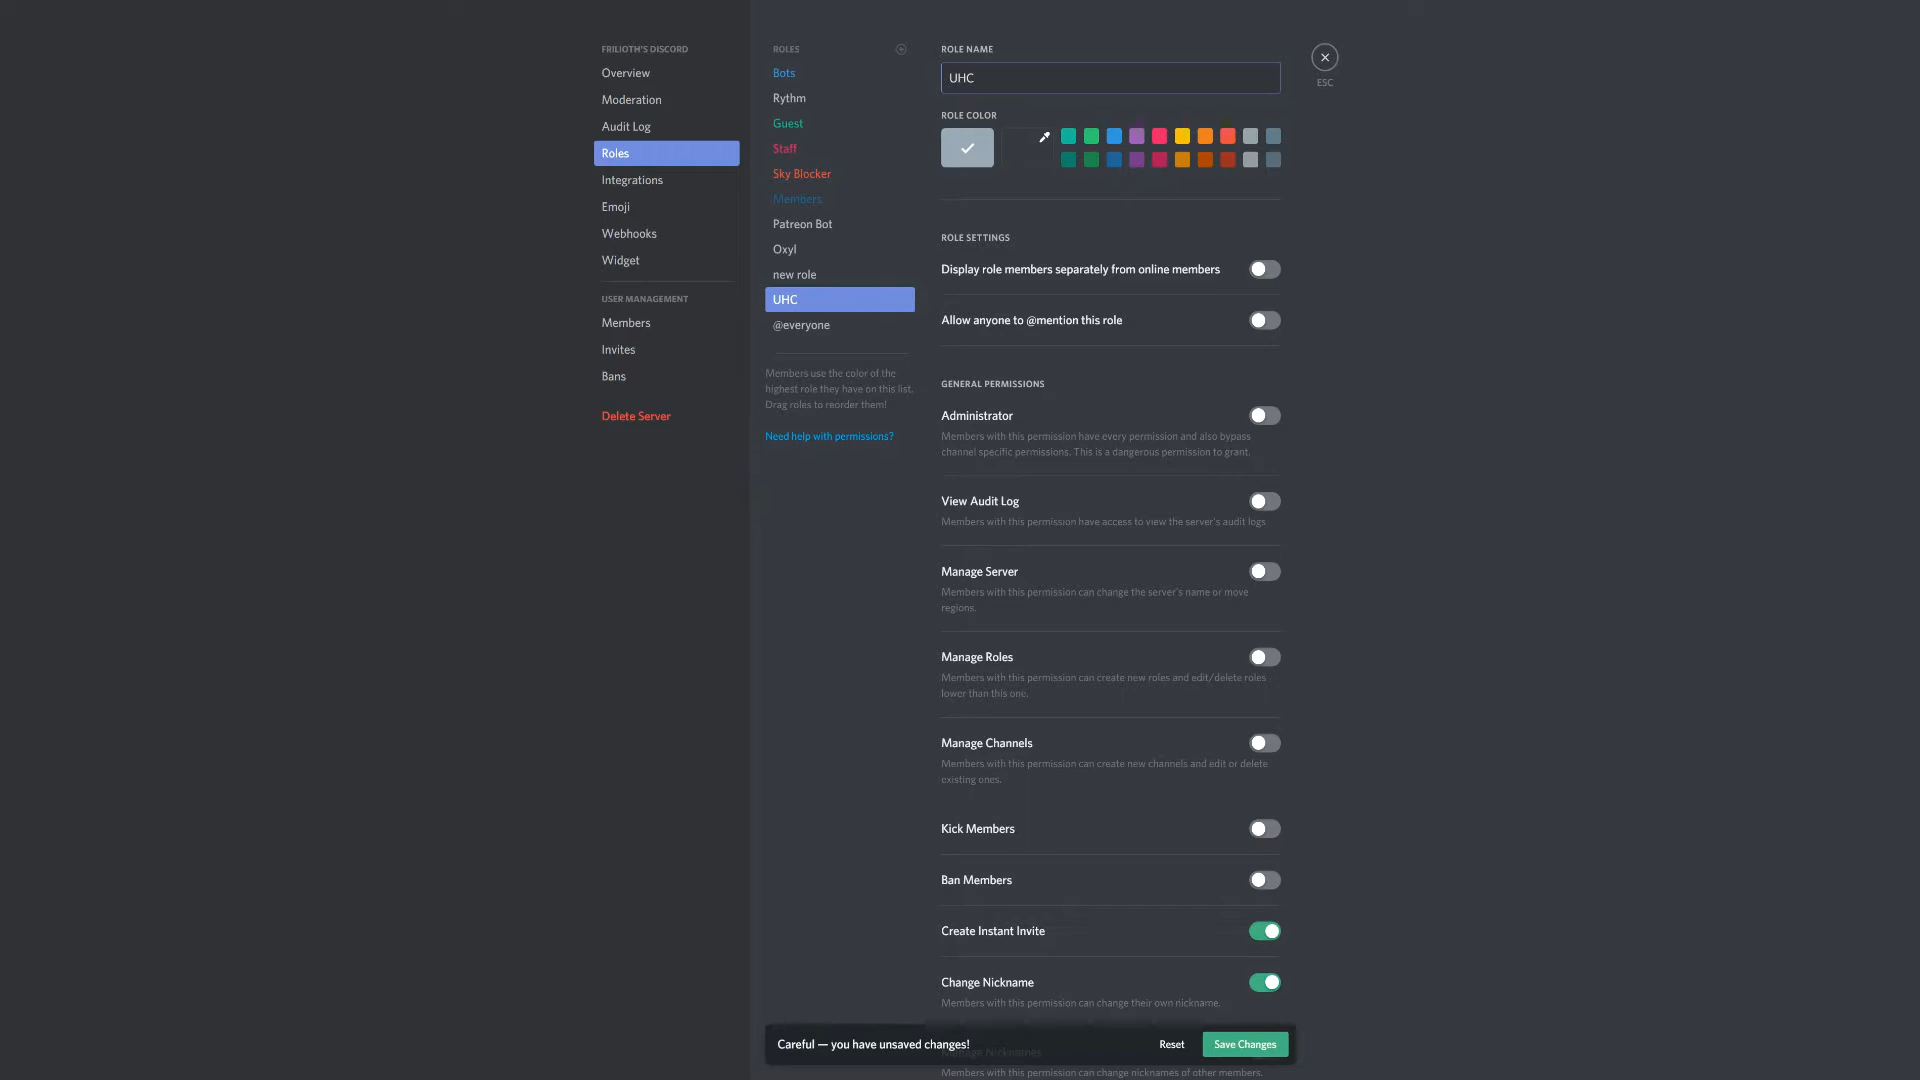 FRILIOTH'S DISCORD
Overview
Moderation
Audit Log
Roles
Integrations
Emoji
Webhooks
Widget
USER MANAGEMENT
Members
Invites
Bans
Delete Server
ROLES
Bots
Rythm
Guest
Staff
Sky Blocker
Members
Patreon Bot
Oxyl
new role
UHC
@everyone
Members use the color of the
highest role they have on this list.
Drag roles to reorder them!
Need help with permissions?
ROLE NAME
UHC
ROLE COLOR
ROLE SETTINGS
Display role members separately from online members
Allow anyone to @mention this role
GENERAL PERMISSIONS
Administrator
Members with this permission have every permission and also bypass
channel specific permissions. This is a dangerous permission to grant.
View Audit Log
Members with this permission have access to view the server's audit logs
Manage Server
Members with this permission can change the server's name or move
regions.
Manage Roles
Members with this permission can create new roles and edit/delete roles
lower than this one.
Manage Channels
Members with this permission can create new channels and edit or delete
existing ones.
Kick Members
Ban Members
Create Instant Invite
Change Nickname
Members with this permission can change their own nickname.
Manage Nicknames
Members with this permission can change nicknames of other members.
Careful — you have unsaved changes!
Reset
Save Changes
ESC